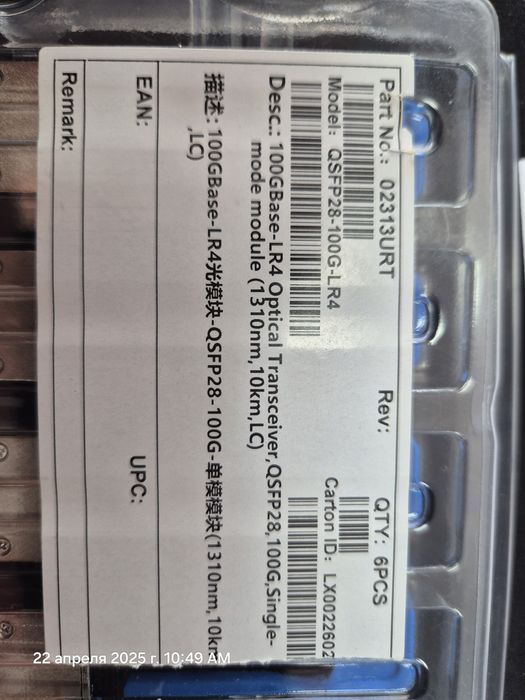 Part No.: 02313URT Rev: QTY: 6PCS
Model: QSFP28-100G-LR4 Carton ID: LX0022602
Desc.: 100GBase-LR4 Optical Transceiver,QSFP28,100G,Single-
mode module (1310nm,10km,LC)
描述: 100GBase-LR4光模块-QSFP28-100G-单模模块(1310nm,10km
,LC)
EAN: UPC:
Remark:
22 апреля 2025 г. 10:49 AM